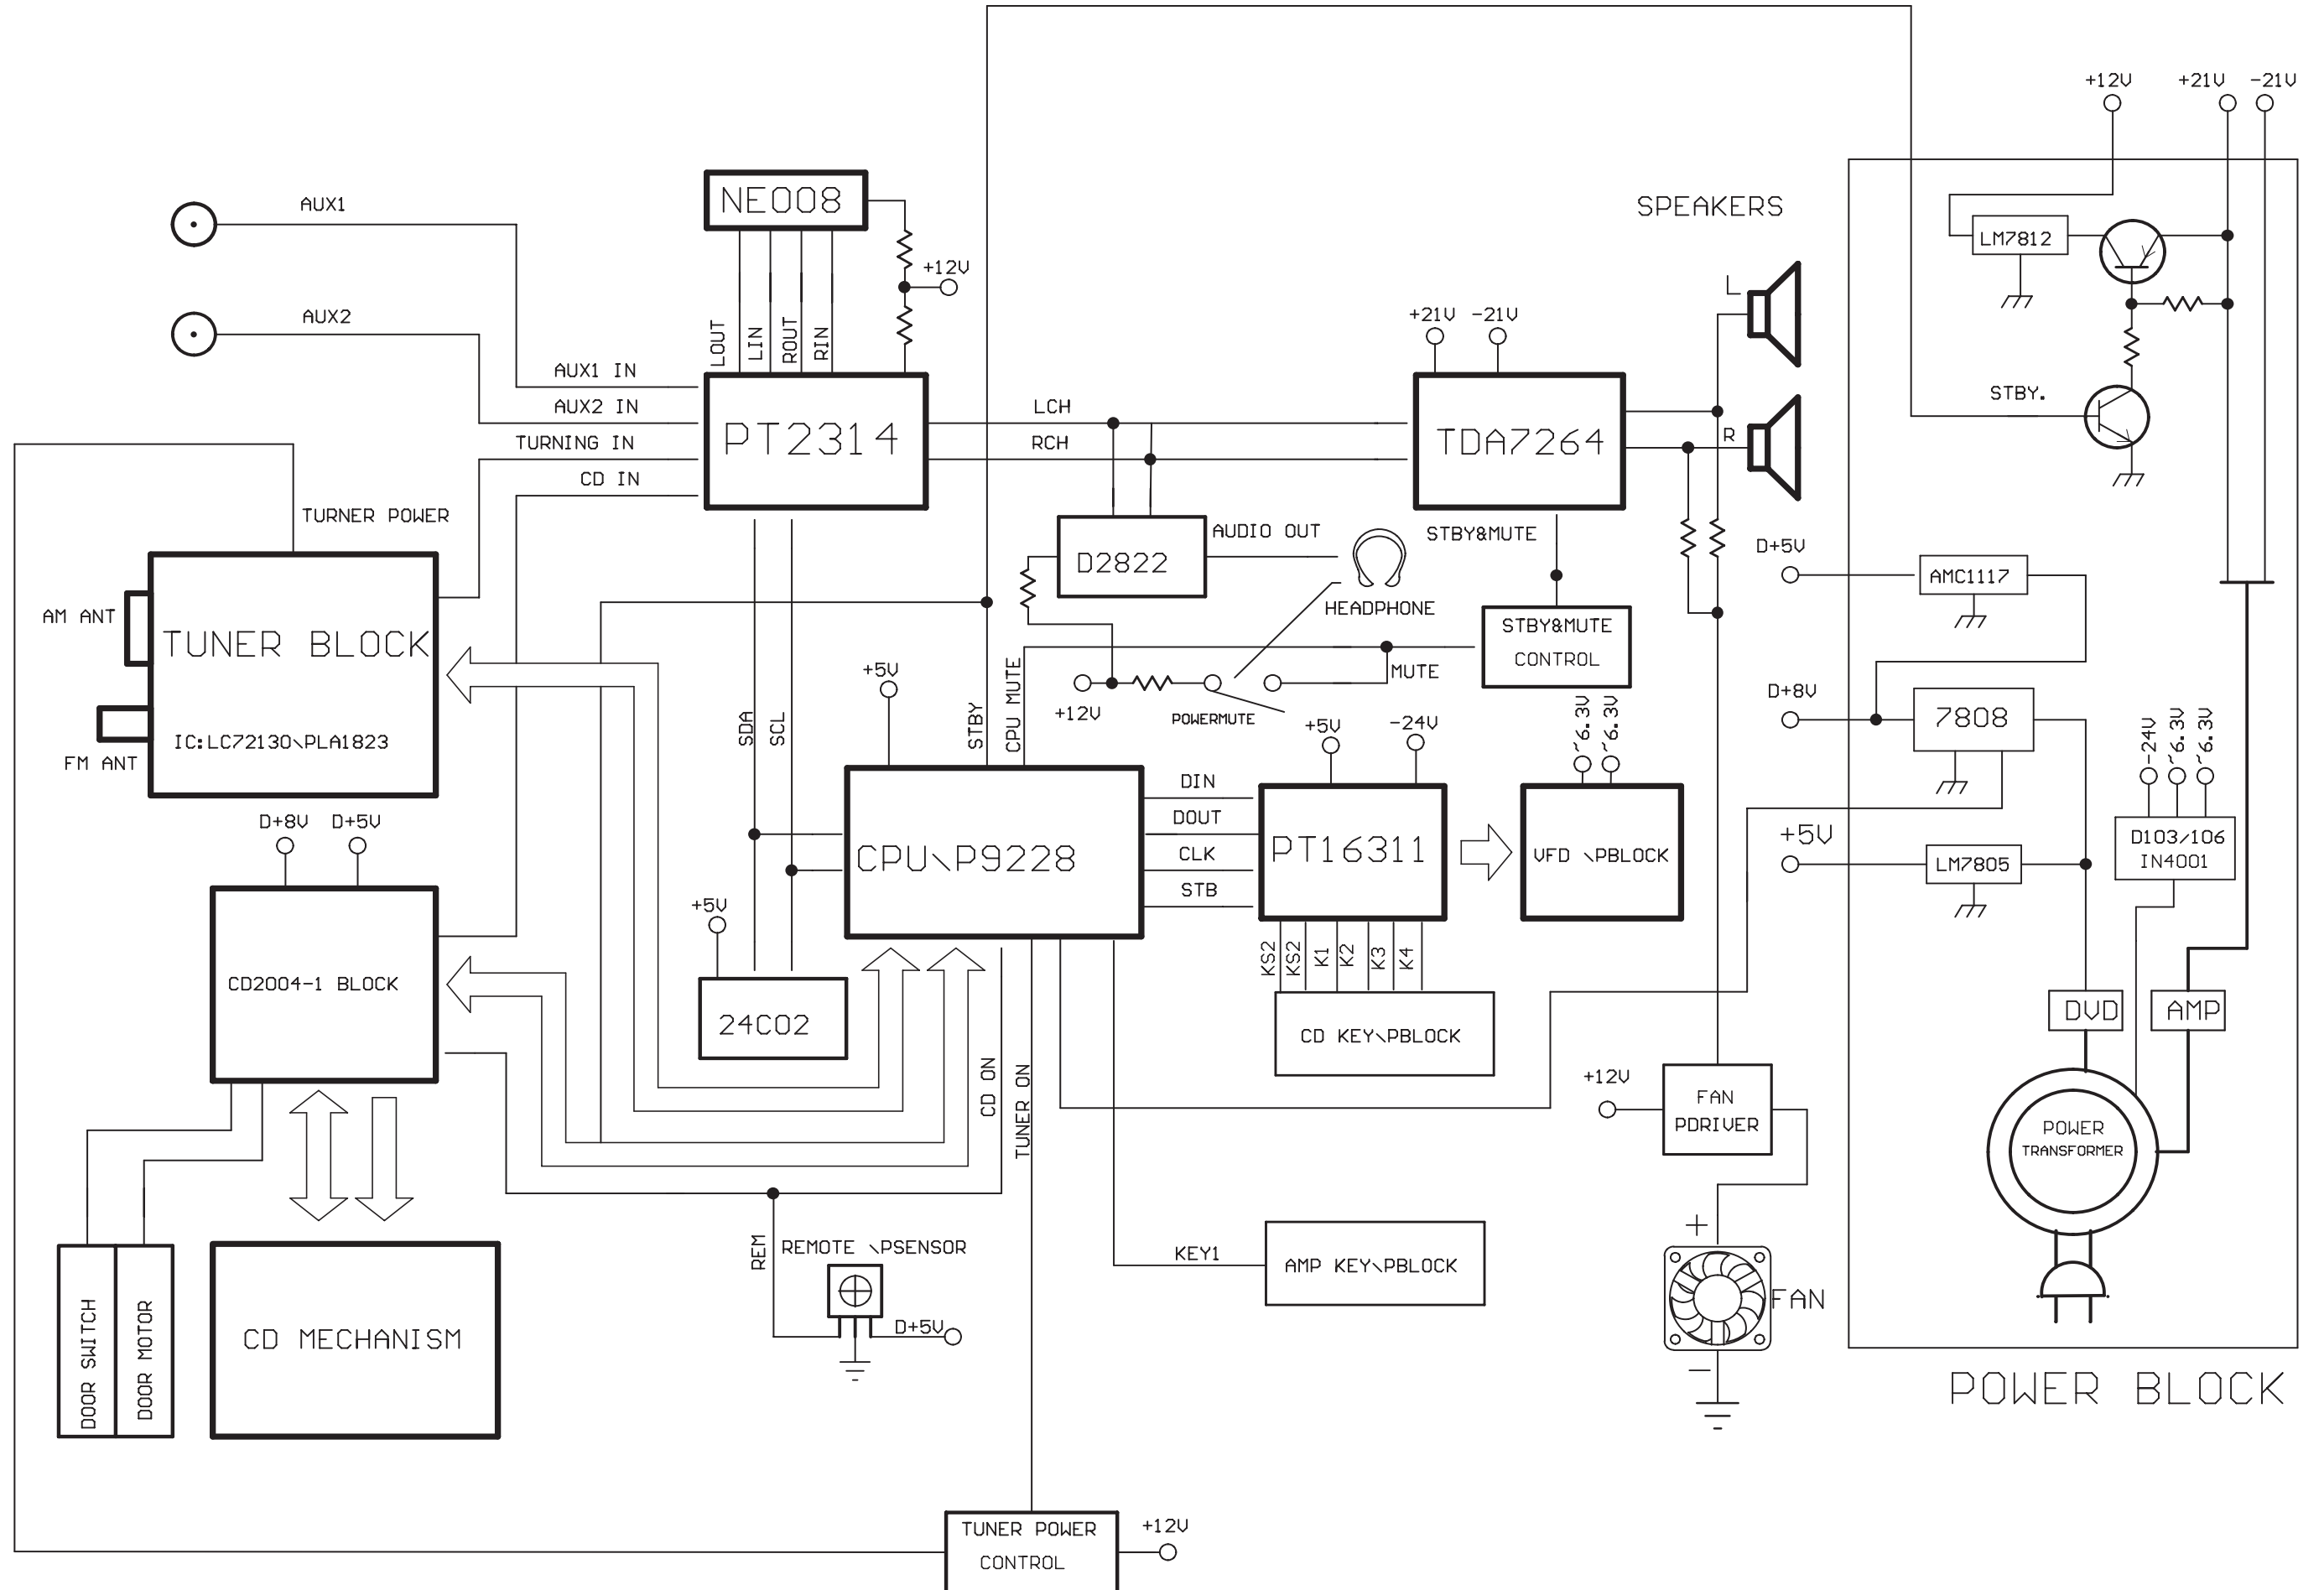 +12V
+21V
-21V
NE008
AUX1
SPEAKERS
LM7812
+12V
L
AUX2
LOUT
LIN
ROUT
RIN
+21V
-21V
AUX1 IN
STBY.
AUX2 IN
LCH
PT2314
TDA7264
R
TURNING IN
RCH
CD IN
TURNER POWER
AUDIO OUT
STBY&MUTE
D+5V
D2822
AMC1117
AM ANT
HEADPHONE
STBY&MUTE
CONTROL
TUNER BLOCK
+5V
CPU MUTE
MUTE
D+8V
SDA
SCL
STBY
+12V
POWERMUTE
~6.3V
~6.3V
7808
IC:LC72130\PLA1823
+5V
-24V
-24V
~6.3V
~6.3V
FM ANT
DIN
D+8V
D+5V
DOUT
+5V
D103/106
IN4001
CPU\P9228
CLK
PT16311
VFD \PBLOCK
LM7805
STB
+5V
KS2
KS2
K1
K2
K3
K4
CD2004-1 BLOCK
DVD
AMP
24C02
CD KEY\PBLOCK
CD ON
TUNER ON
+12V
FAN
PDRIVER
POWER
TRANSFORMER
+
REM
REMOTE \PSENSOR
KEY1
AMP KEY\PBLOCK
FAN
D+5V
DOOR SWITCH
DOOR MOTOR
CD MECHANISM
-
POWER BLOCK
TUNER POWER
CONTROL
+12V